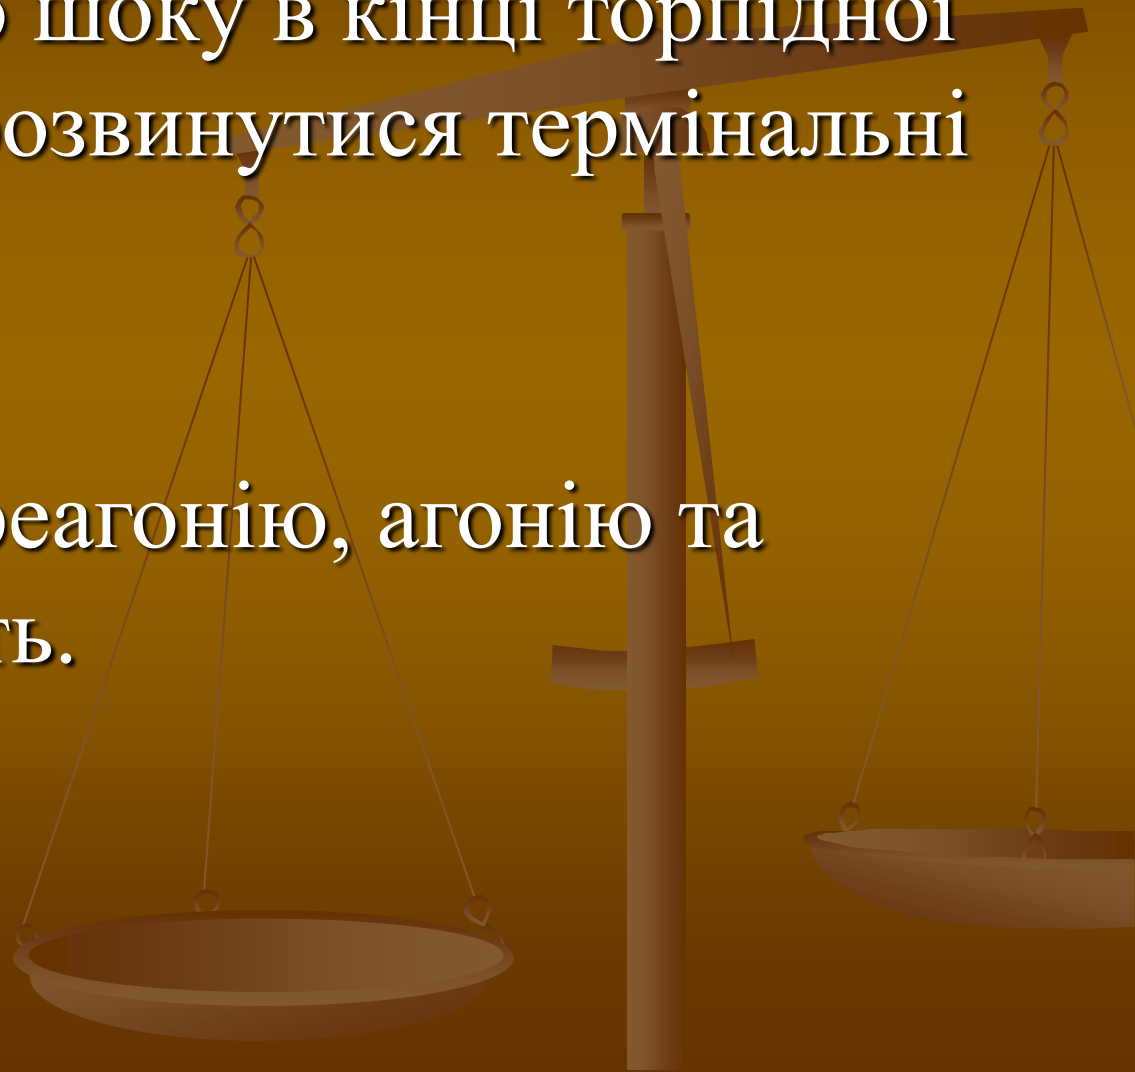 шоку в кінці торпідної
озвинутися термінальні
реагонію, агонію та
ть.